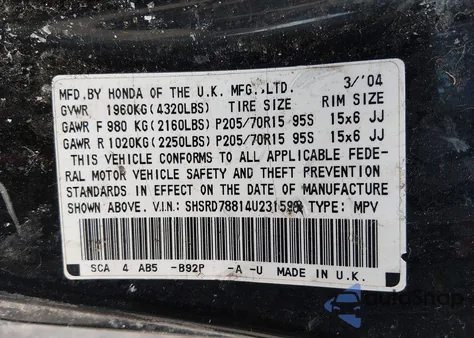 MFD.BY HONDA OF THE U.K. MFG.,LTD. 3/'04
GVWR 1960KG(4320LBS) TIRE SIZE RIM SIZE
GAWR F 980 KG(2160LBS) P205/70R15 95S 15x6 JJ
GAWR R 1020KG(2250LBS) P205/70R15 95S 15x6 JJ
THIS VEHICLE CONFORMS TO ALL APPLICABLE FEDE-
RAL MOTOR VEHICLE SAFETY AND THEFT PREVENTION
STANDARDS IN EFFECT ON THE DATE OF MANUFACTURE
SHOWN ABOVE. V.I.N: TYPE: MPV
SCA 4 AB5 -B92P -A -U MADE IN U.K.
AutoSnap